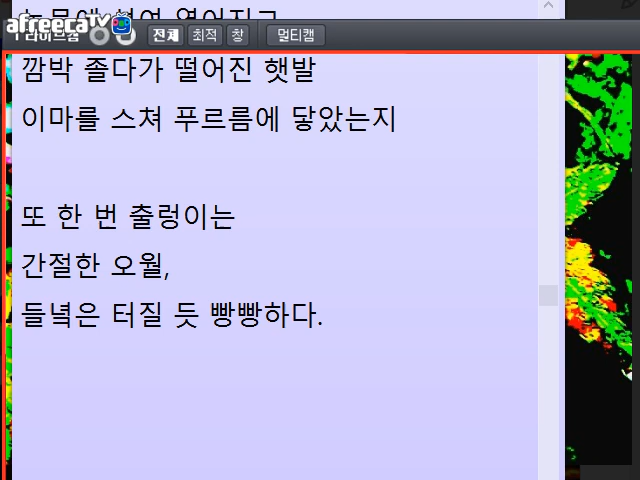 afreecaTV
전체 최적 창 멀티캠
깜박 졸다가 떨어진 햇발
이마를 스쳐 푸르름에 닿았는지
또 한 번 출렁이는
간절한 오월,
들녘은 터질 듯 빵빵하다.